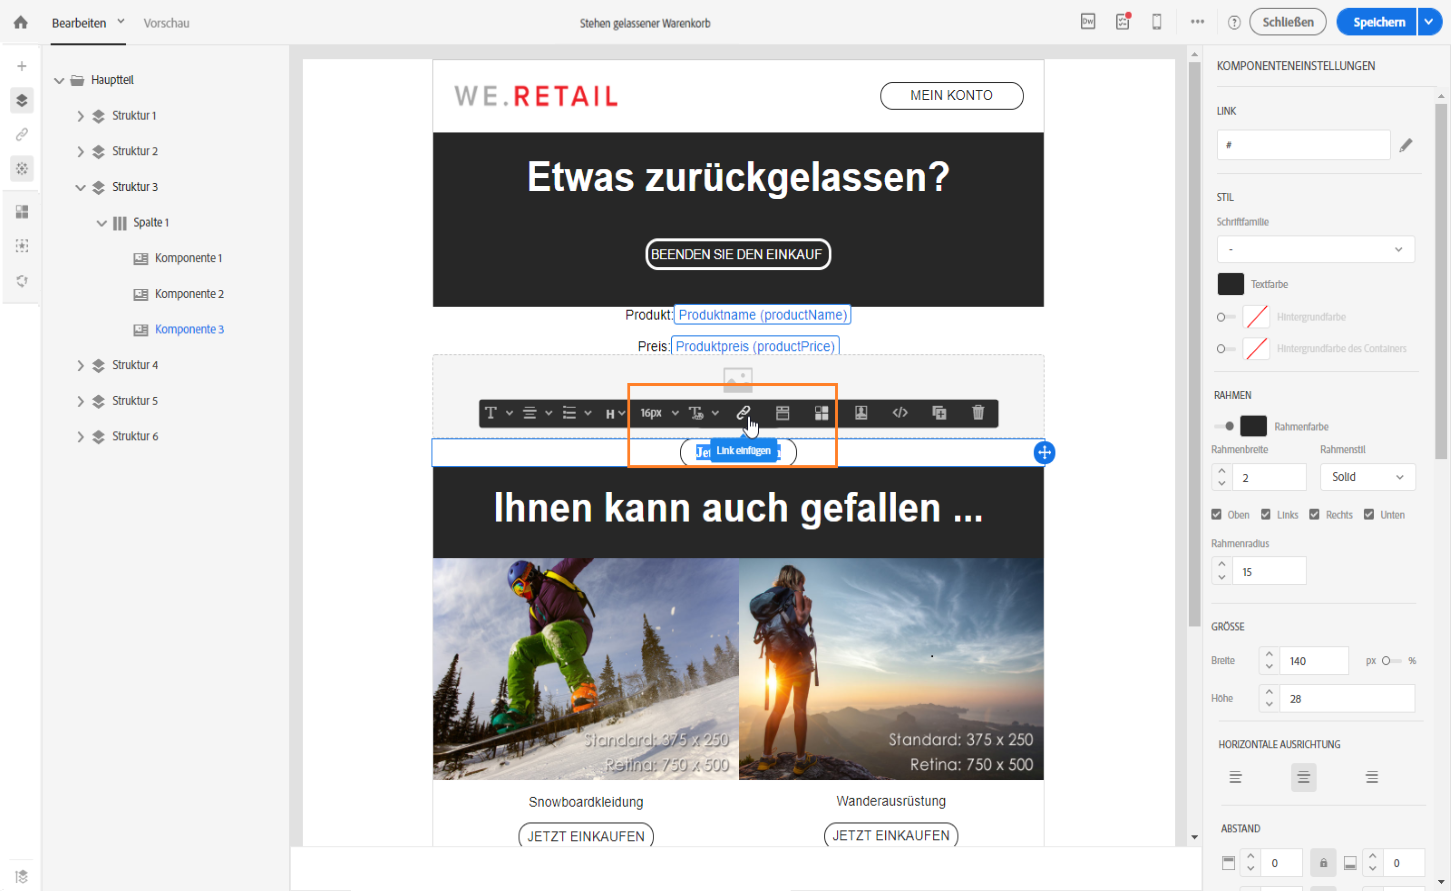 Bearbeiten
Vorschau
Stehen gelassener Warenkorb
Dw
Schließen
Speichern
Hauptteil
Struktur 1
Struktur 2
Struktur 3
Spalte 1
Komponente 1
Komponente 2
Komponente 3
Struktur 4
Struktur 5
Struktur 6
WE.RETAIL
MEIN KONTO
Etwas zurückgelassen?
BEENDEN SIE DEN EINKAUF
Produkt: Produktname (productName)
Preis: Produktpreis (productPrice)
16px
Link einfügen
Ihnen kann auch gefallen ...
Standard: 375 x 250
Retina: 750 x 500
Standard: 375 x 250
Retina: 750 x 500
Snowboardkleidung
Wanderausrüstung
JETZT EINKAUFEN
JETZT EINKAUFEN
KOMPONENTENEINSTELLUNGEN
LINK
#
STIL
Schriftfamilie
-
Textfarbe
Hintergrundfarbe
Hintergrundfarbe des Containers
RAHMEN
Rahmenfarbe
Rahmenbreite
Rahmenstil
2
Solid
Oben
Links
Rechts
Unten
Rahmenradius
15
GRÖSSE
Breite
140
px
%
Höhe
28
HORIZONTALE AUSRICHTUNG
ABSTAND
0
0